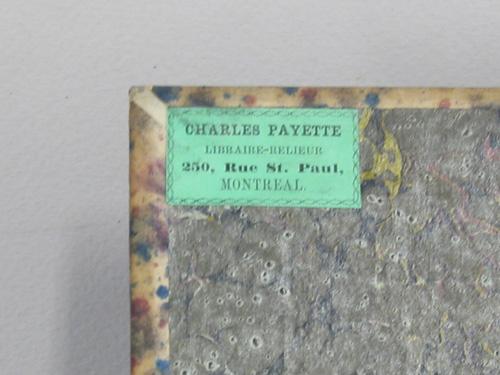 CHARLES PAYETTE
LIBRAIRE-RELIEUR
250, Rue St. Paul,
MONTREAL.